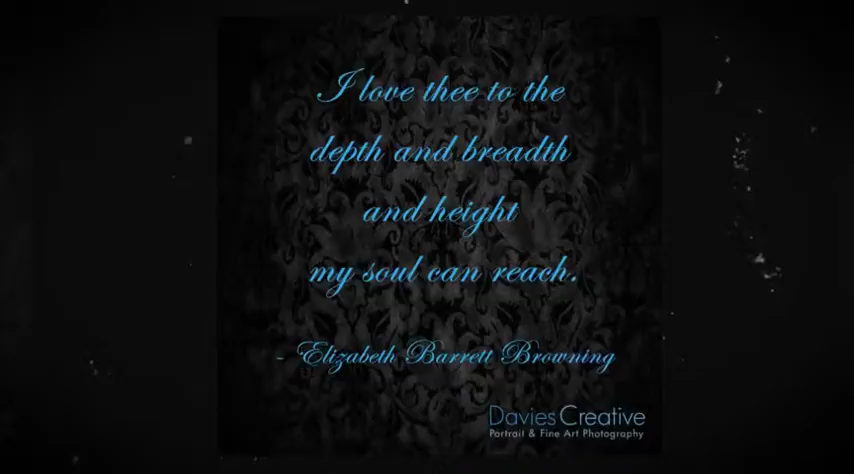 I love thee to the
depth and breadth
and height
my soul can reach.
- Elizabeth Barrett Browning
Davies Creative
Portrait & Fine Art Photography